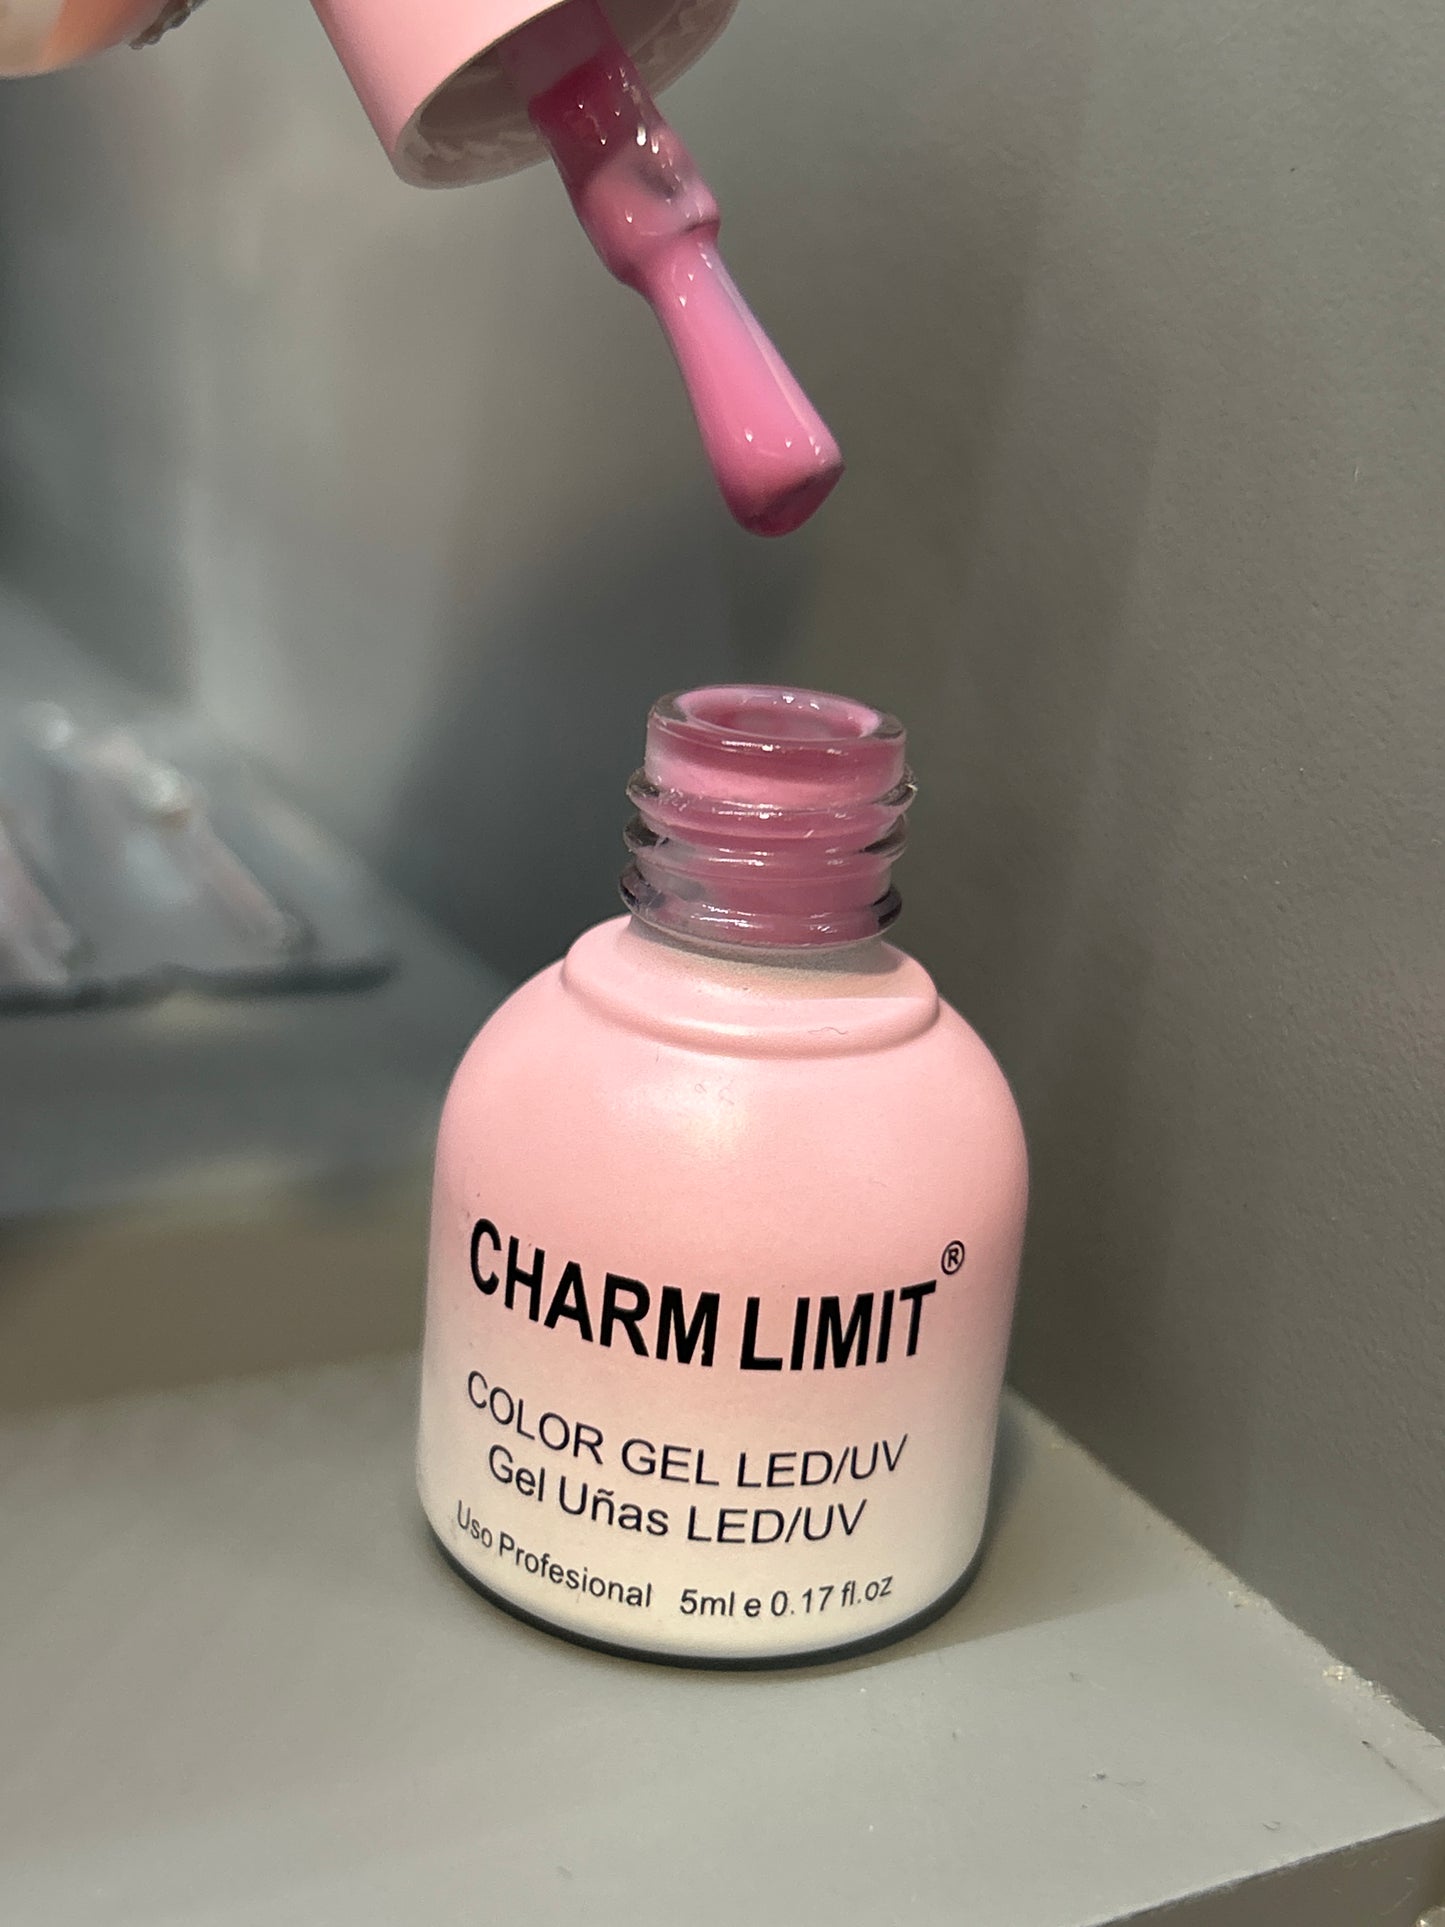 CHARM LIMIT®
COLOR GEL LED/UV
Gel Uñas LED/UV
Uso Profesional 5ml e 0.17 fl.oz